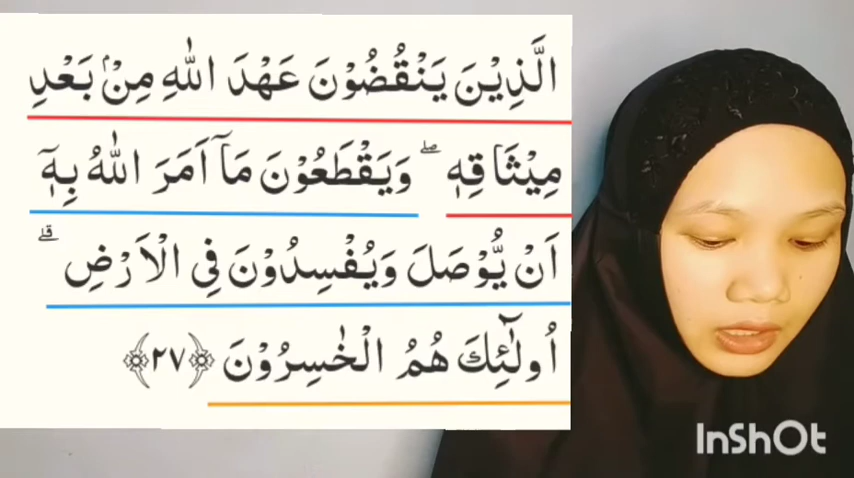 الَّذِيْنَ يَنْقُضُوْنَ عَهْدَ اللّٰهِ مِنْۢ بَعْدِ
مِيْثَاقِهٖ ۖ وَيَقْطَعُوْنَ مَآ اَمَرَ اللّٰهُ بِهٖٓ
اَنْ يُّوْصَلَ وَيُفْسِدُوْنَ فِى الْاَرْضِ ۗ
اُولٰۤئِكَ هُمُ الْخٰسِرُوْنَ ﴿٢٧﴾
InShOt